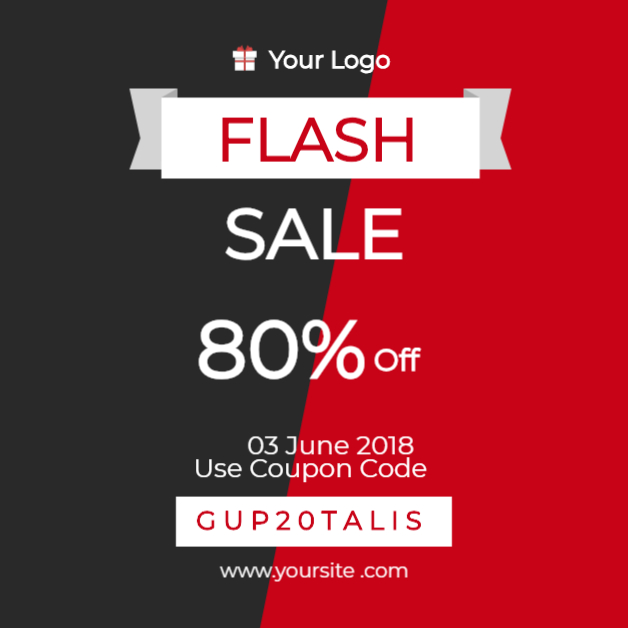 Your Logo
FLASH
SALE
80% Off
03 June 2018
Use Coupon Code
GUP20TALIS
www.yoursite .com